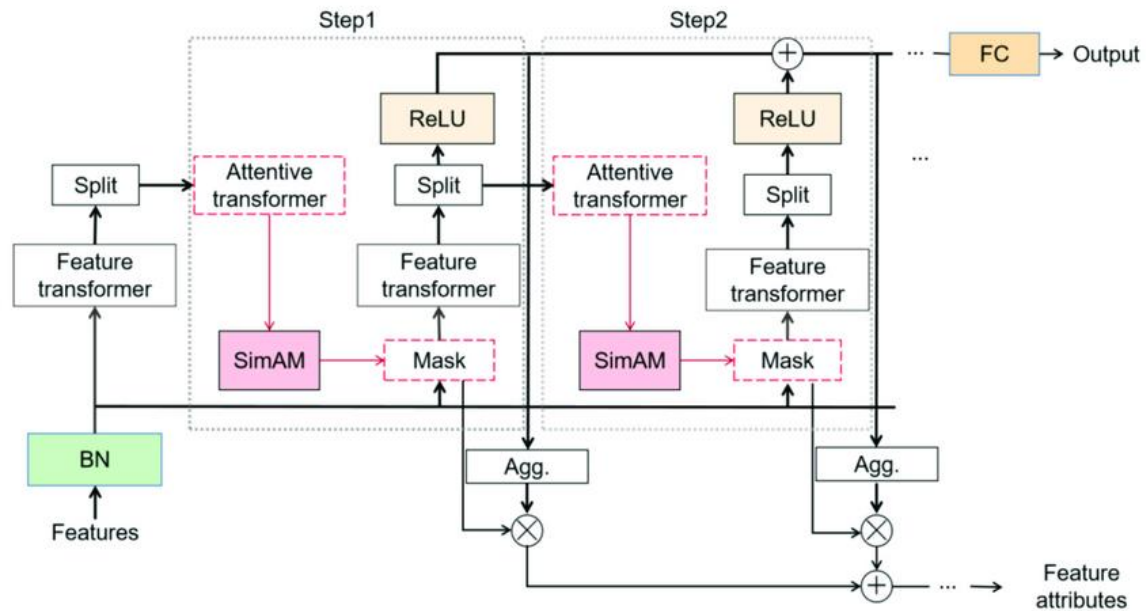 Step1
Step2
...
FC
Output
ReLU
ReLU
...
Split
Attentive
transformer
Split
Attentive
transformer
Split
Feature
transformer
Feature
transformer
Feature
transformer
SimAM
Mask
SimAM
Mask
BN
Agg.
Agg.
Features
...
Feature
attributes